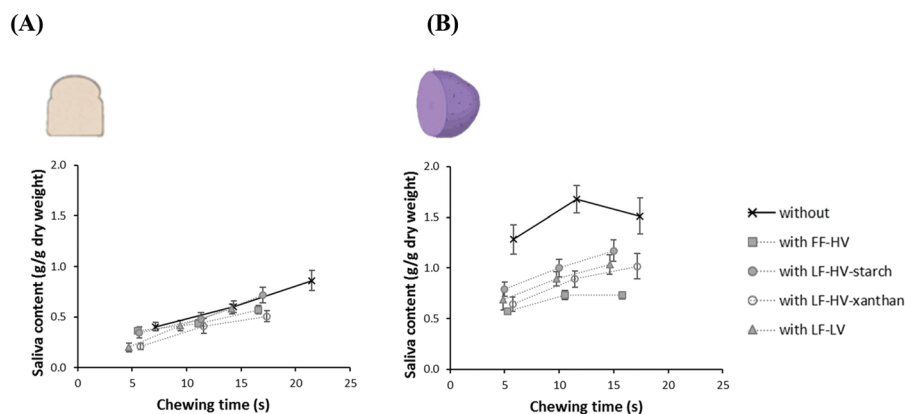 (A)
(B)
Saliva content (g/g dry weight)
2.0
1.5
1.0
0.5
0.0
0
5
10
15
20
25
Chewing time (s)
Saliva content (g/g dry weight)
2.0
1.5
1.0
0.5
0.0
0
5
10
15
20
25
Chewing time (s)
without
with FF-HV
with LF-HV-starch
with LF-HV-xanthan
with LF-LV